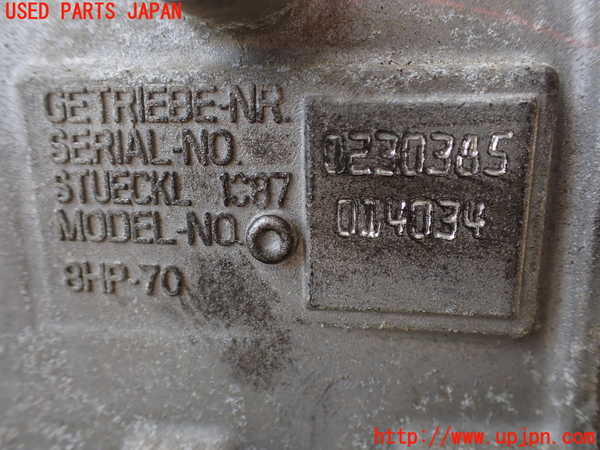 USED PARTS JAPAN
GETRIEBE-NR.
SERIAL-NO.
STUECKL 1087
MODEL-NO.
8HP-70
0230385
014034
http://www.upjpn.com/